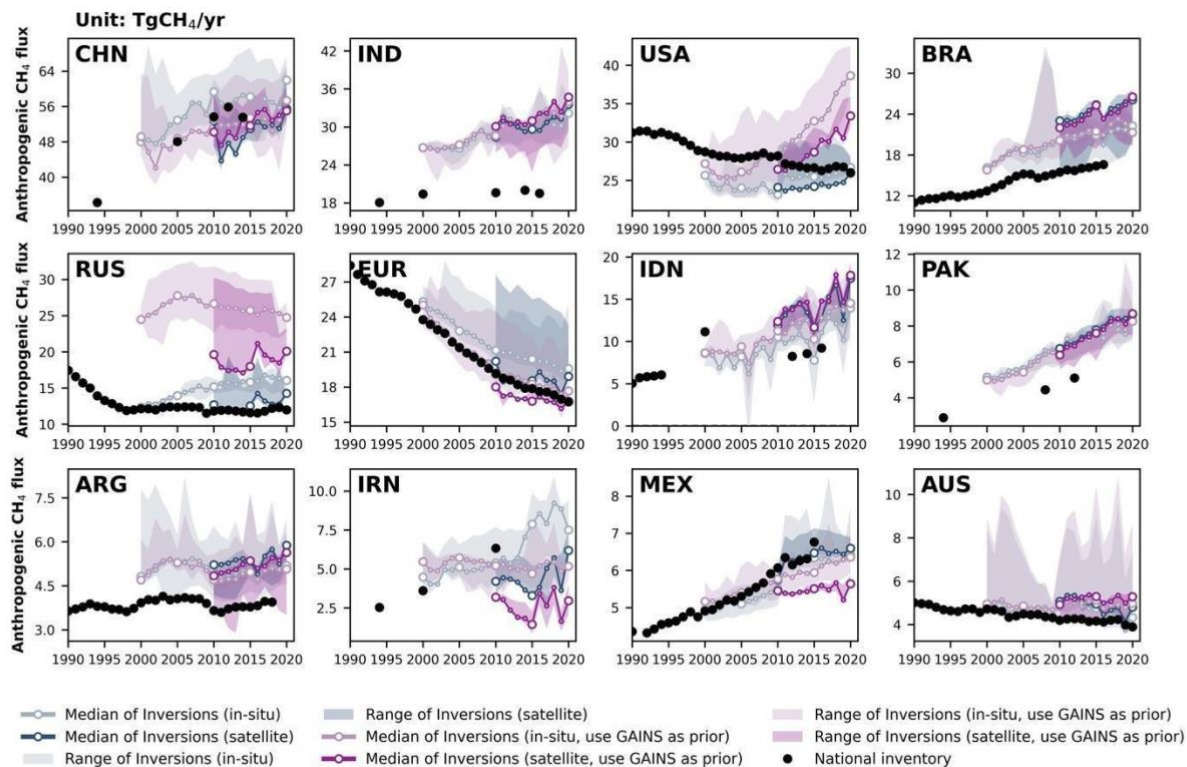 Unit: TgCH₄/yr
Anthropogenic CH₄ flux
CHN
64
56
48
40
1990 1995 2000 2005 2010 2015 2020
IND
42
36
30
24
18
1990 1995 2000 2005 2010 2015 2020
USA
40
35
30
25
1990 1995 2000 2005 2010 2015 2020
BRA
30
24
18
12
1990 1995 2000 2005 2010 2015 2020
Anthropogenic CH₄ flux
RUS
30
25
20
15
10
1990 1995 2000 2005 2010 2015 2020
EUR
27
24
21
18
15
1990 1995 2000 2005 2010 2015 2020
IDN
20
15
10
5
0
1990 1995 2000 2005 2010 2015 2020
PAK
12
10
8
6
4
1990 1995 2000 2005 2010 2015 2020
Anthropogenic CH₄ flux
ARG
7.5
6.0
4.5
3.0
1990 1995 2000 2005 2010 2015 2020
IRN
10.0
7.5
5.0
2.5
1990 1995 2000 2005 2010 2015 2020
MEX
8
7
6
5
1990 1995 2000 2005 2010 2015 2020
AUS
10
8
6
4
1990 1995 2000 2005 2010 2015 2020
Median of Inversions (in-situ)
Median of Inversions (satellite)
Range of Inversions (in-situ)
Range of Inversions (satellite)
Median of Inversions (in-situ, use GAINS as prior)
Median of Inversions (satellite, use GAINS as prior)
Range of Inversions (in-situ, use GAINS as prior)
Range of Inversions (satellite, use GAINS as prior)
National inventory